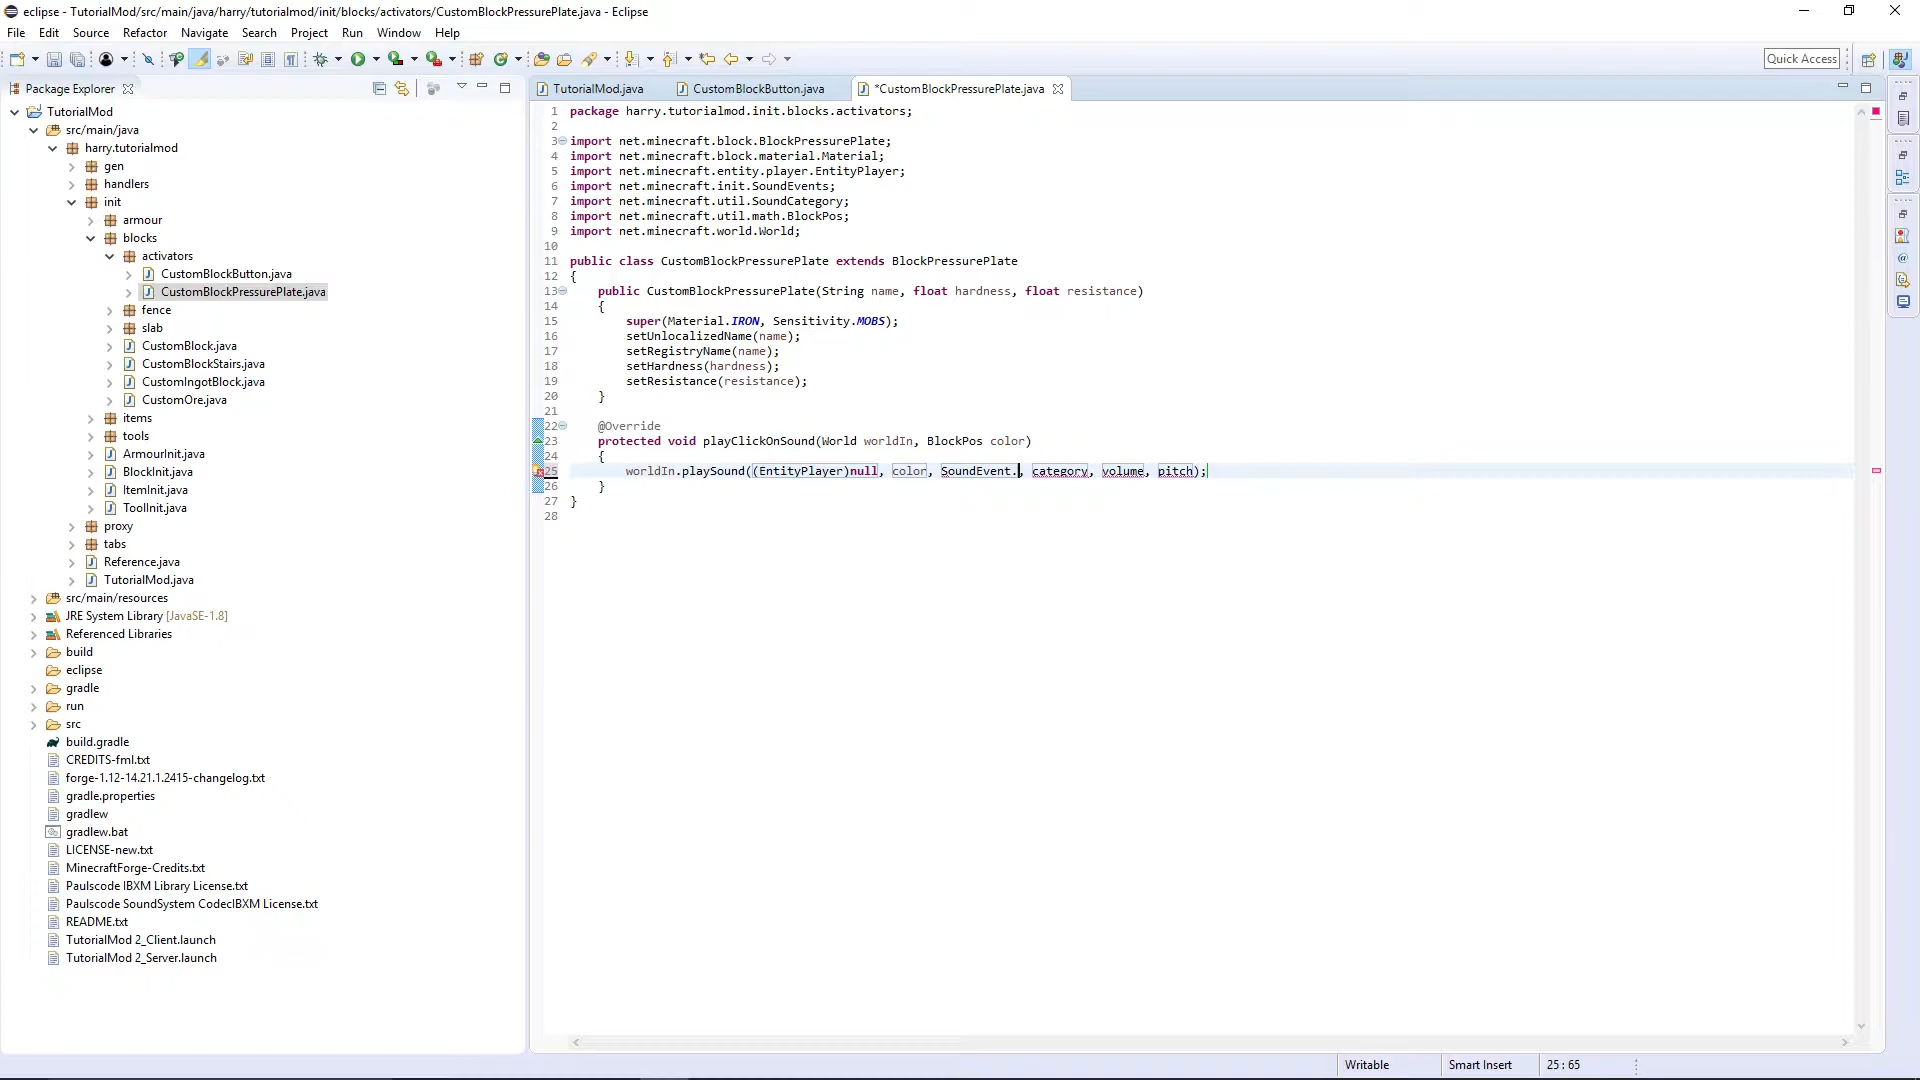 eclipse - TutorialMod/src/main/java/harry/tutorialmod/init/blocks/activators/CustomBlockPressurePlate.java - Eclipse
File Edit Source Refactor Navigate Search Project Run Window Help
Quick Access
Package Explorer
TutorialMod
src/main/java
harry.tutorialmod
gen
handlers
init
armour
blocks
activators
CustomBlockButton.java
CustomBlockPressurePlate.java
fence
slab
CustomBlock.java
CustomBlockStairs.java
CustomIngotBlock.java
CustomOre.java
items
tools
ArmourInit.java
BlockInit.java
ItemInit.java
ToolInit.java
proxy
tabs
Reference.java
TutorialMod.java
src/main/resources
JRE System Library [JavaSE-1.8]
Referenced Libraries
build
eclipse
gradle
run
src
build.gradle
CREDITS-fml.txt
forge-1.12-14.21.1.2415-changelog.txt
gradle.properties
gradlew
gradlew.bat
LICENSE-new.txt
MinecraftForge-Credits.txt
Paulscode IBXM Library License.txt
Paulscode SoundSystem CodecIBXM License.txt
README.txt
TutorialMod 2_Client.launch
TutorialMod 2_Server.launch
TutorialMod.java CustomBlockButton.java *CustomBlockPressurePlate.java
1 package harry.tutorialmod.init.blocks.activators;
2
3 import net.minecraft.block.BlockPressurePlate;
4 import net.minecraft.block.material.Material;
5 import net.minecraft.entity.player.EntityPlayer;
6 import net.minecraft.init.SoundEvents;
7 import net.minecraft.util.SoundCategory;
8 import net.minecraft.util.math.BlockPos;
9 import net.minecraft.world.World;
10
11 public class CustomBlockPressurePlate extends BlockPressurePlate
12 {
13 public CustomBlockPressurePlate(String name, float hardness, float resistance)
14 {
15 super(Material.IRON, Sensitivity.MOBS);
16 setUnlocalizedName(name);
17 setRegistryName(name);
18 setHardness(hardness);
19 setResistance(resistance);
20 }
21
22 @Override
23 protected void playClickOnSound(World worldIn, BlockPos color)
24 {
25 worldIn.playSound((EntityPlayer)null, color, SoundEvent., category, volume, pitch);
26 }
27 }
28
Writable Smart Insert 25 : 65